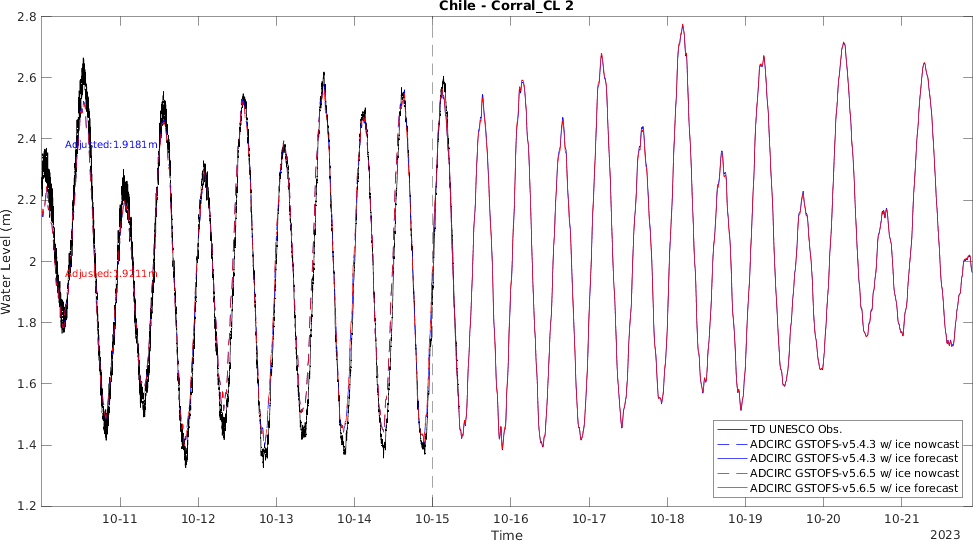 Chile - Corral_CL 2
2.8
2.6
2.4
2.2
2
1.8
1.6
1.4
1.2
Water Level (m)
Adjusted:1.9181m
Adjusted:1.9211m
TD UNESCO Obs.
ADCIRC GSTOFS-v5.4.3 w/ ice nowcast
ADCIRC GSTOFS-v5.4.3 w/ ice forecast
ADCIRC GSTOFS-v5.6.5 w/ ice nowcast
ADCIRC GSTOFS-v5.6.5 w/ ice forecast
10-11 10-12 10-13 10-14 10-15 10-16 10-17 10-18 10-19 10-20 10-21
Time
2023